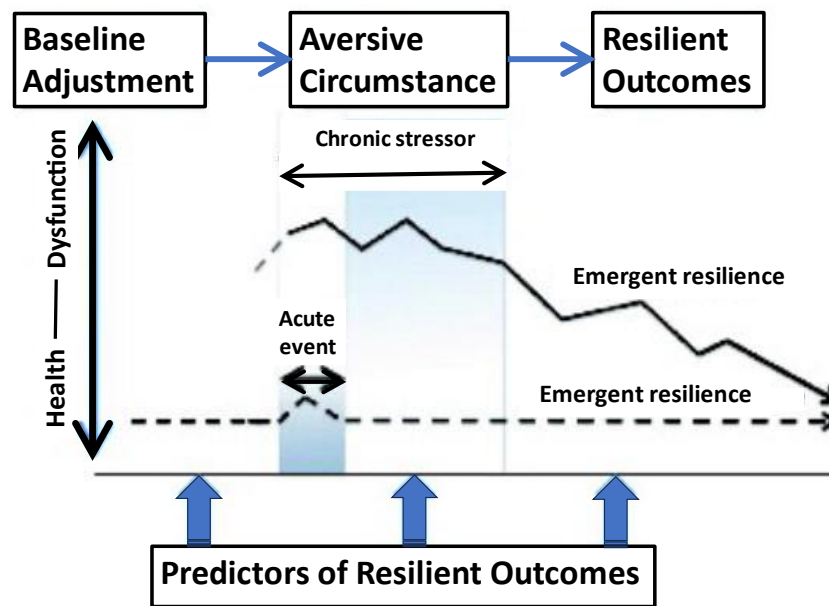 Baseline
Adjustment
Aversive
Circumstance
Resilient
Outcomes
Chronic stressor
Health — Dysfunction
Emergent resilience
Acute
event
Emergent resilience
Predictors of Resilient Outcomes